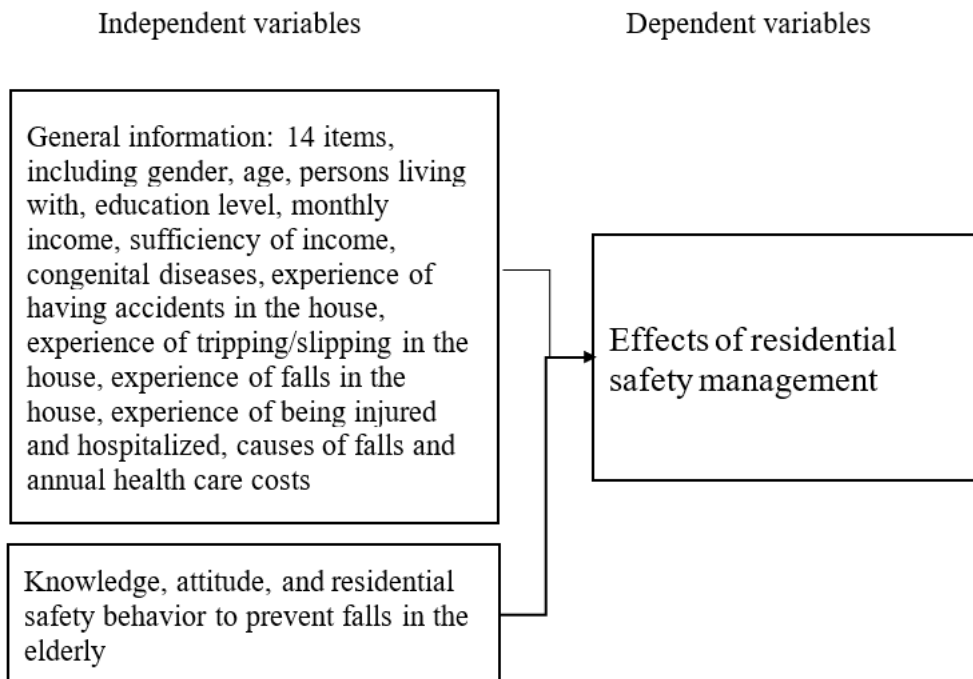 Independent variables
Dependent variables
General information: 14 items,
including gender, age, persons living
with, education level, monthly
income, sufficiency of income,
congenital diseases, experience of
having accidents in the house,
experience of tripping/slipping in the
house, experience of falls in the
house, experience of being injured
and hospitalized, causes of falls and
annual health care costs
Effects of residential
safety management
Knowledge, attitude, and residential
safety behavior to prevent falls in the
elderly